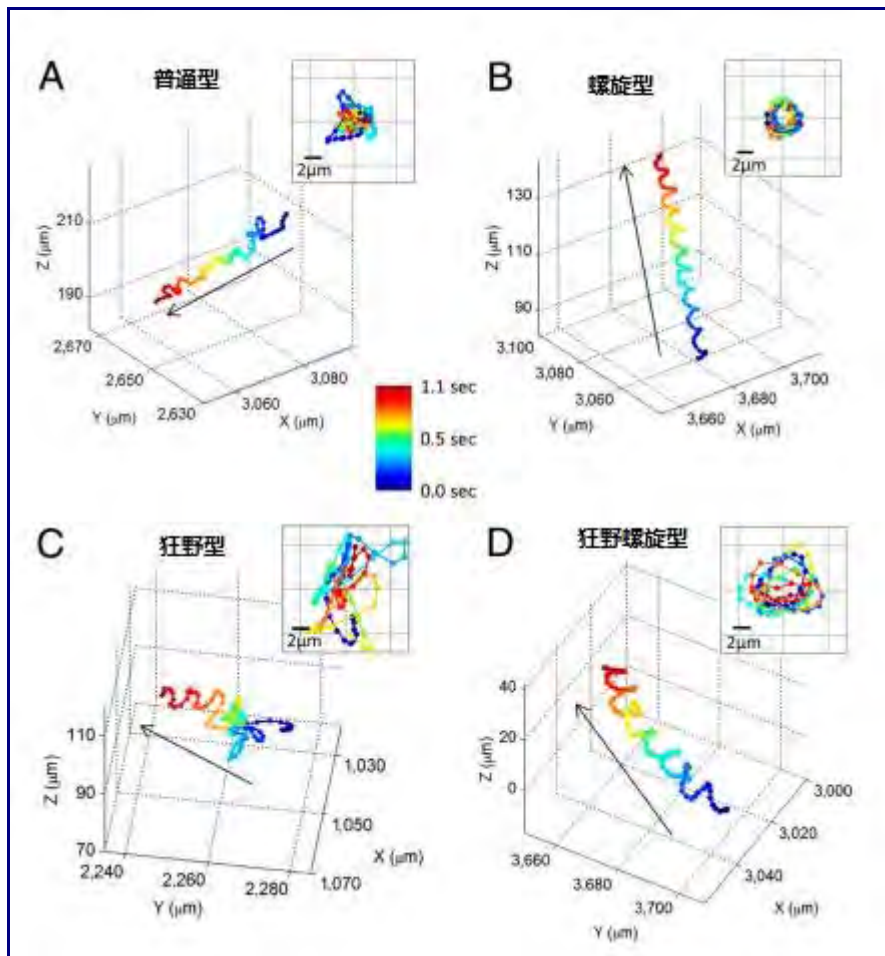 A
普通型
2μm
Z (μm)
210
190
2,670
2,650
2,630
Y (μm)
3,060
3,080
X (μm)
B
螺旋型
2μm
Z (μm)
130
110
90
3.100
3,080
3,060
Y (μm)
3,660
3,680
3,700
X (μm)
1.1 sec
0.5 sec
0.0 sec
C
狂野型
2μm
Z (μm)
110
90
70
2,240
2,260
2,280
Y (μm)
1,030
1,050
1,070
X (μm)
D
狂野螺旋型
2μm
Z (μm)
40
20
0
3,660
3,680
3,700
Y (μm)
3,000
3,020
3,040
X (μm)